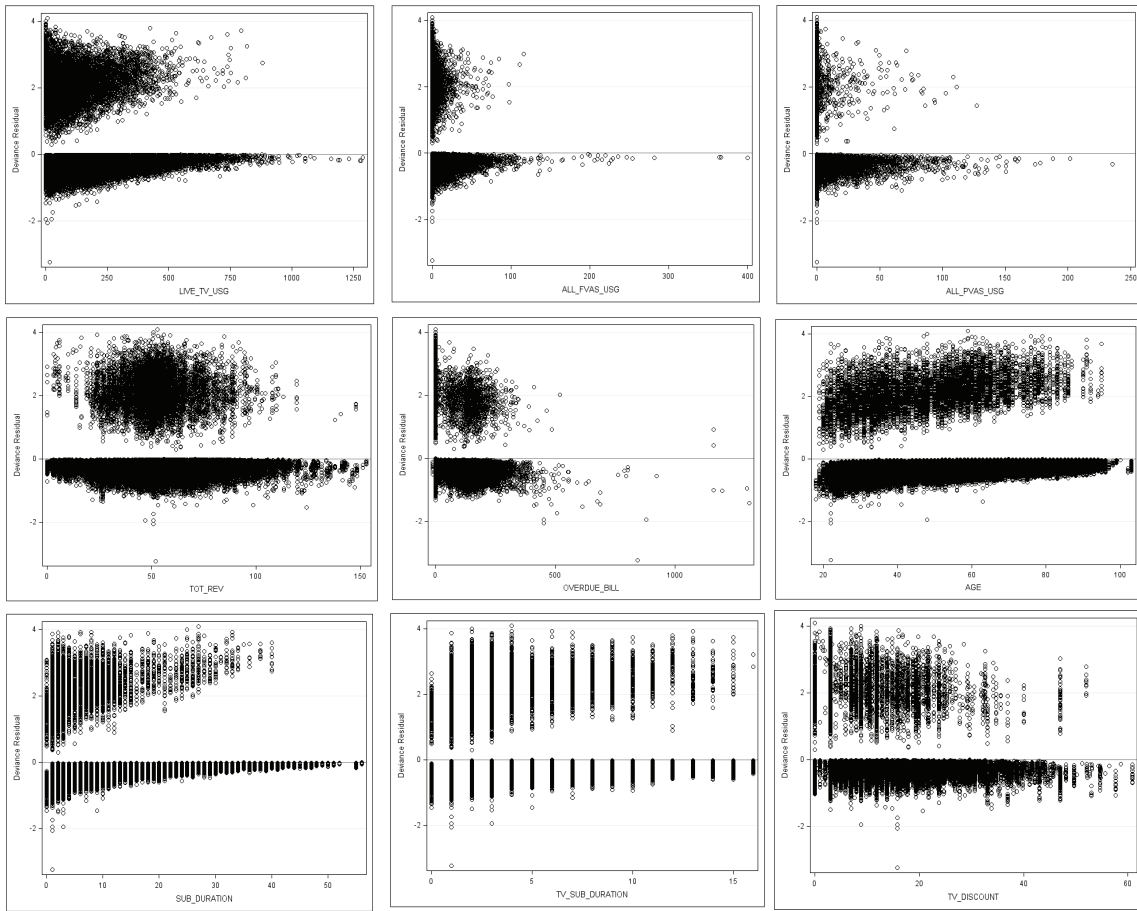 4
2
0
-2
Deviance Residual
0 250 500 750 1000 1250
LIVE_TV_USG
4
2
0
-2
Deviance Residual
0 100 200 300 400
ALL_FVAS_USG
4
2
0
-2
Deviance Residual
0 50 100 150 200 250
ALL_PVAS_USG
4
2
0
-2
Deviance Residual
0 50 100 150
TOT_REV
4
2
0
-2
Deviance Residual
0 500 1000
OVERDUE_BILL
4
2
0
-2
Deviance Residual
20 40 60 80 100
AGE
4
2
0
-2
Deviance Residual
0 10 20 30 40 50
SUB_DURATION
4
2
0
-2
Deviance Residual
0 5 10 15
TV_SUB_DURATION
4
2
0
-2
Deviance Residual
0 20 40 60
TV_DISCOUNT